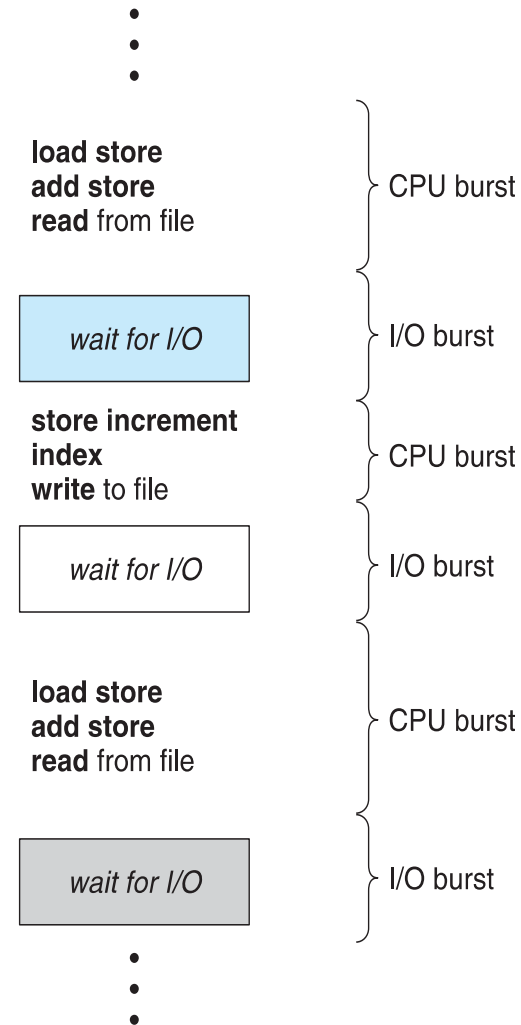 load store
add store
read from file
CPU burst
wait for I/O
I/O burst
store increment
index
write to file
CPU burst
wait for I/O
I/O burst
load store
add store
read from file
CPU burst
wait for I/O
I/O burst